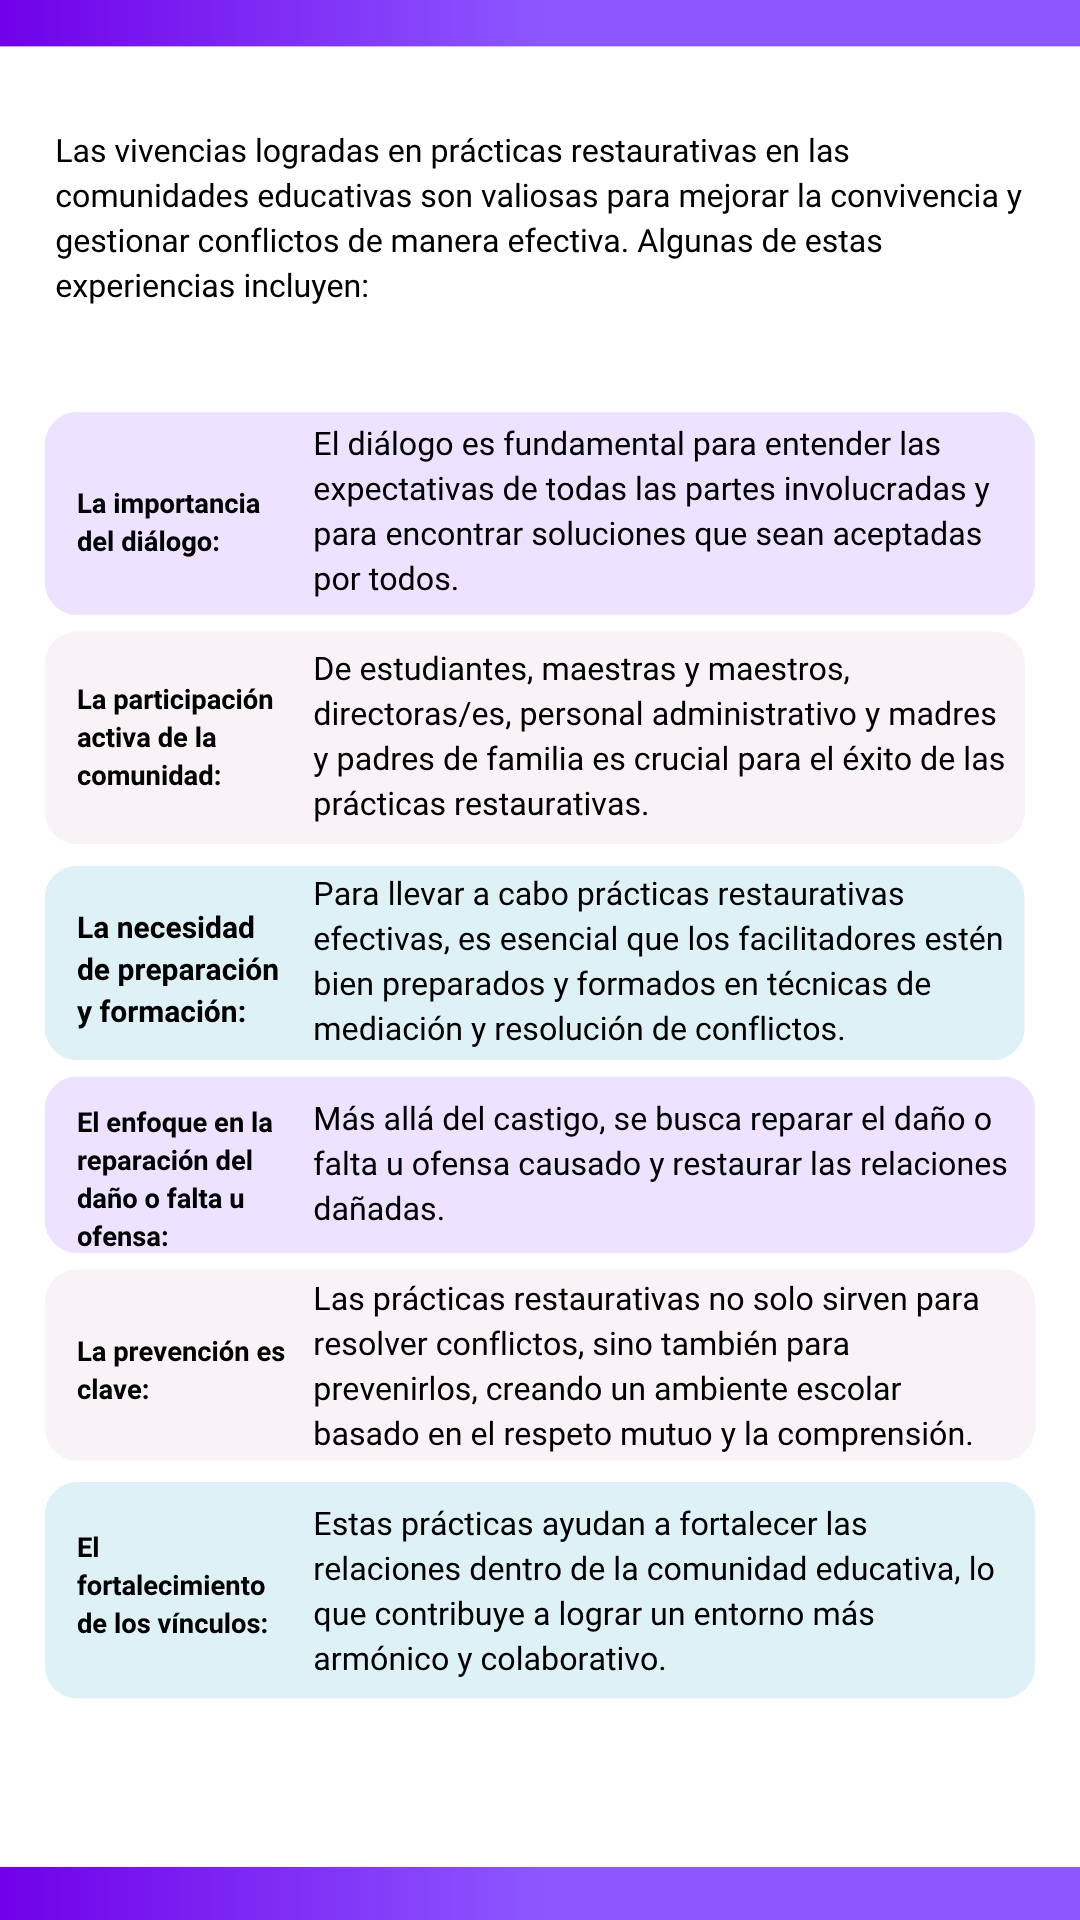 Las vivencias logradas en prácticas restaurativas en las
comunidades educativas son valiosas para mejorar la convivencia y
gestionar conflictos de manera efectiva. Algunas de estas
experiencias incluyen:
La importancia
del diálogo:
El diálogo es fundamental para entender las
expectativas de todas las partes involucradas y
para encontrar soluciones que sean aceptadas
por todos.
La participación
activa de la
comunidad:
De estudiantes, maestras y maestros,
directoras/es, personal administrativo y madres
y padres de familia es crucial para el éxito de las
prácticas restaurativas.
La necesidad
de preparación
y formación:
Para llevar a cabo prácticas restaurativas
efectivas, es esencial que los facilitadores estén
bien preparados y formados en técnicas de
mediación y resolución de conflictos.
El enfoque en la
reparación del
daño o falta u
ofensa:
Más allá del castigo, se busca reparar el daño o
falta u ofensa causado y restaurar las relaciones
dañadas.
La prevención es
clave:
Las prácticas restaurativas no solo sirven para
resolver conflictos, sino también para
prevenirlos, creando un ambiente escolar
basado en el respeto mutuo y la comprensión.
El
fortalecimiento
de los vínculos:
Estas prácticas ayudan a fortalecer las
relaciones dentro de la comunidad educativa, lo
que contribuye a lograr un entorno más
armónico y colaborativo.